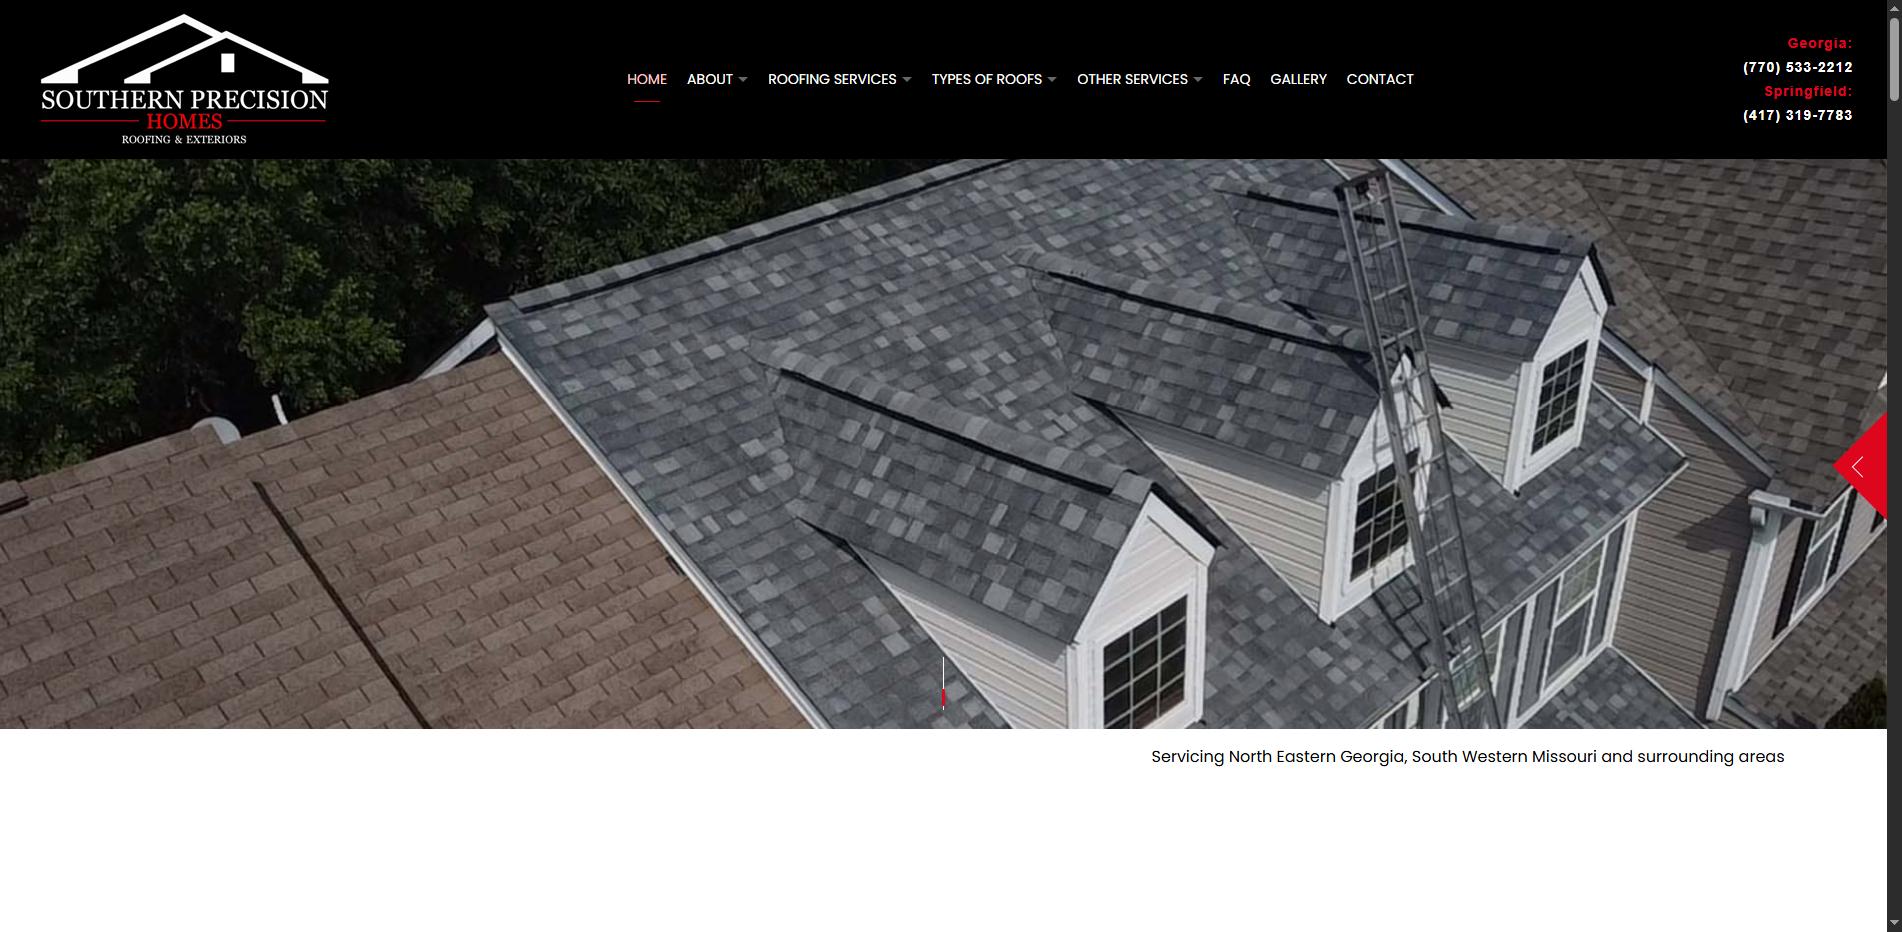 SOUTHERN PRECISION
HOMES
ROOFING & EXTERIORS
HOME ABOUT ROOFING SERVICES TYPES OF ROOFS OTHER SERVICES FAQ GALLERY CONTACT
Georgia:
(770) 533-2212
Springfield:
(417) 319-7783
Servicing North Eastern Georgia, South Western Missouri and surrounding areas